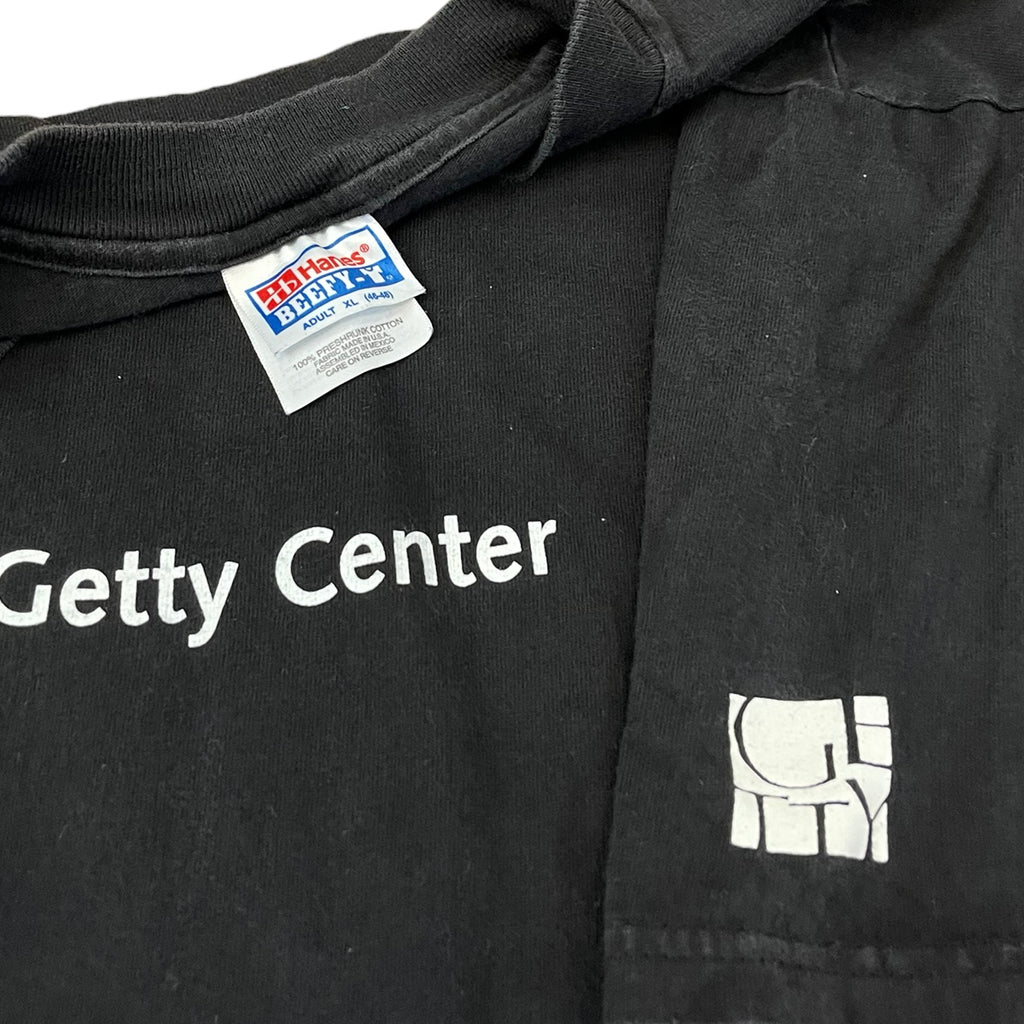 Hanes®
BEEFY-T
ADULT XL (46-48)
100% PRESHRUNK COTTON
FABRIC MADE IN U.S.A.
ASSEMBLED IN MEXICO
CARE ON REVERSE
Getty Center